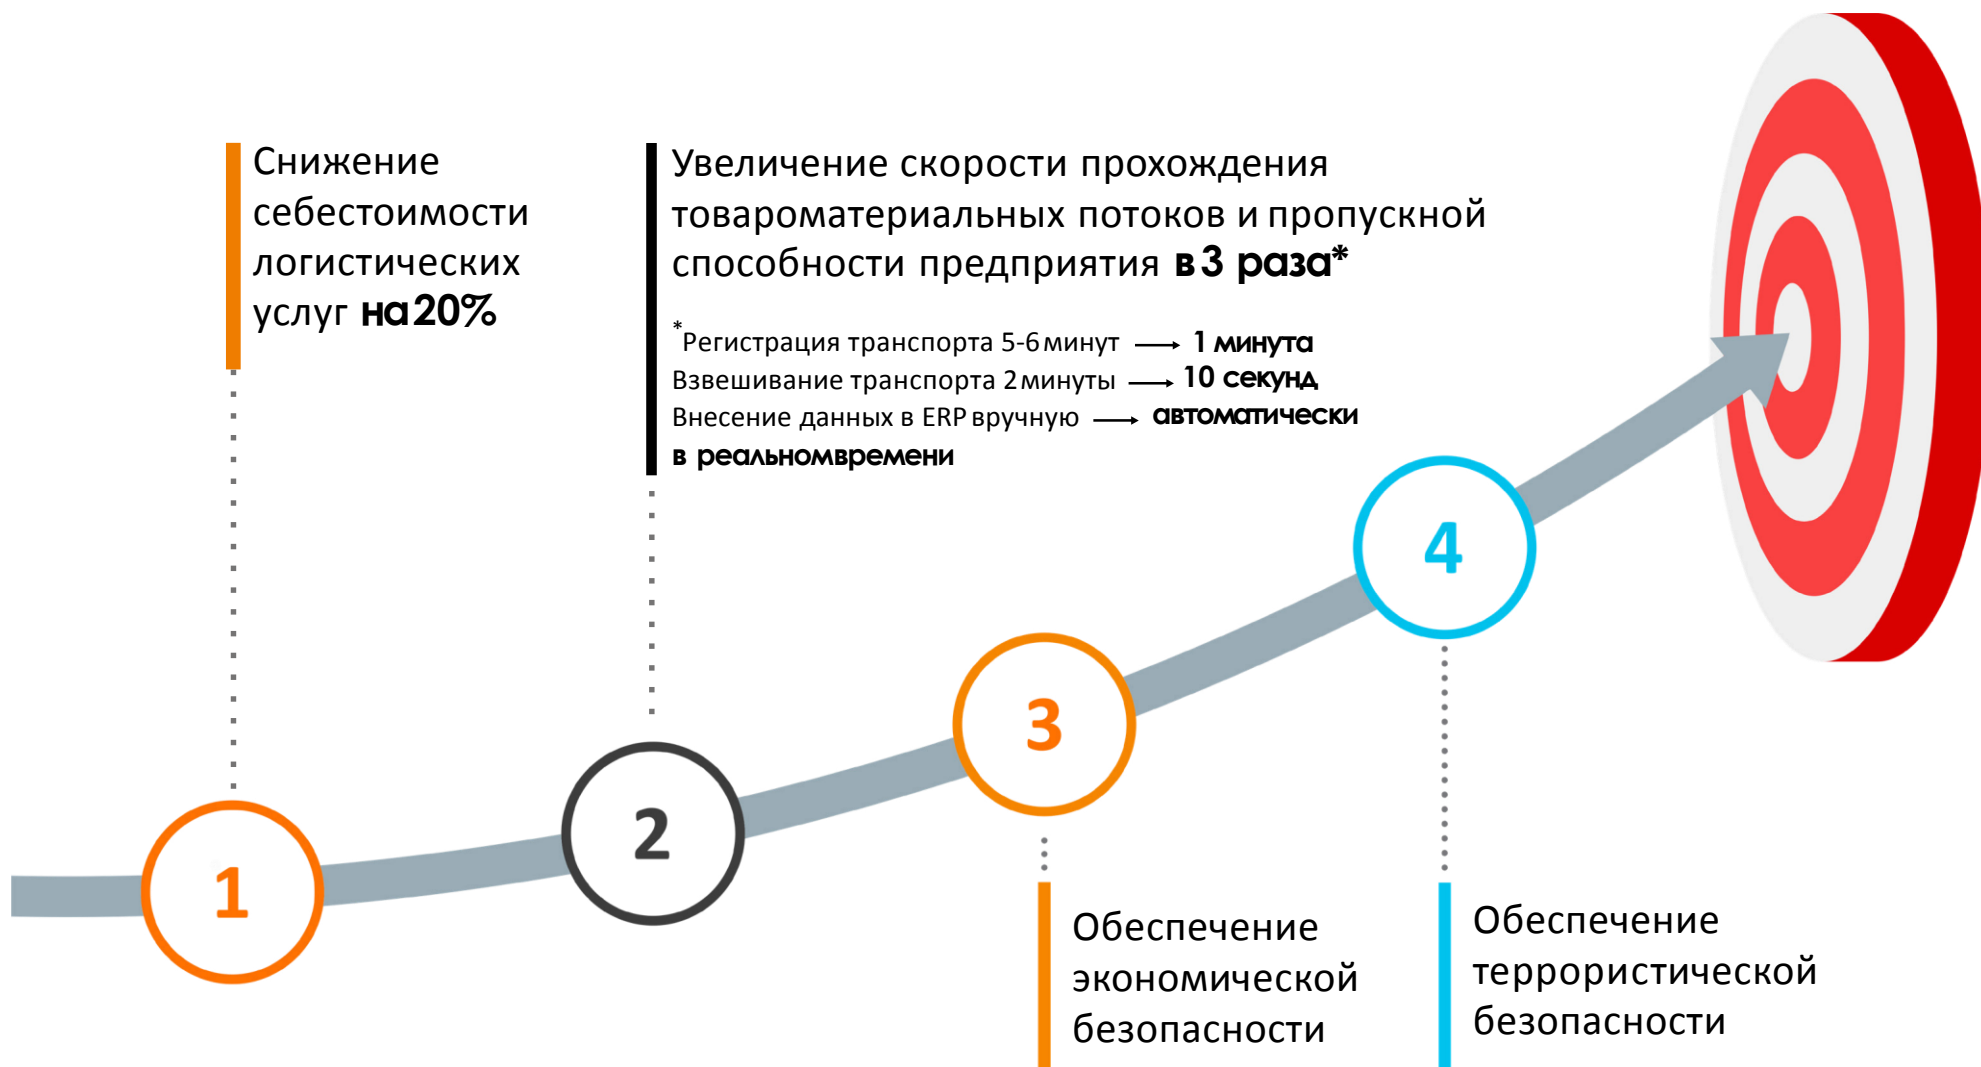 Снижение
себестоимости
логистических
услуг на 20%
Увеличение скорости прохождения
товароматериальных потоков и пропускной
способности предприятия в 3 раза*
*Регистрация транспорта 5-6 минут → 1 минута
Взвешивание транспорта 2 минуты → 10 секунд
Внесение данных в ERP вручную → автоматически
в реальномвремени
1
2
3
4
Обеспечение
экономической
безопасности
Обеспечение
террористической
безопасности